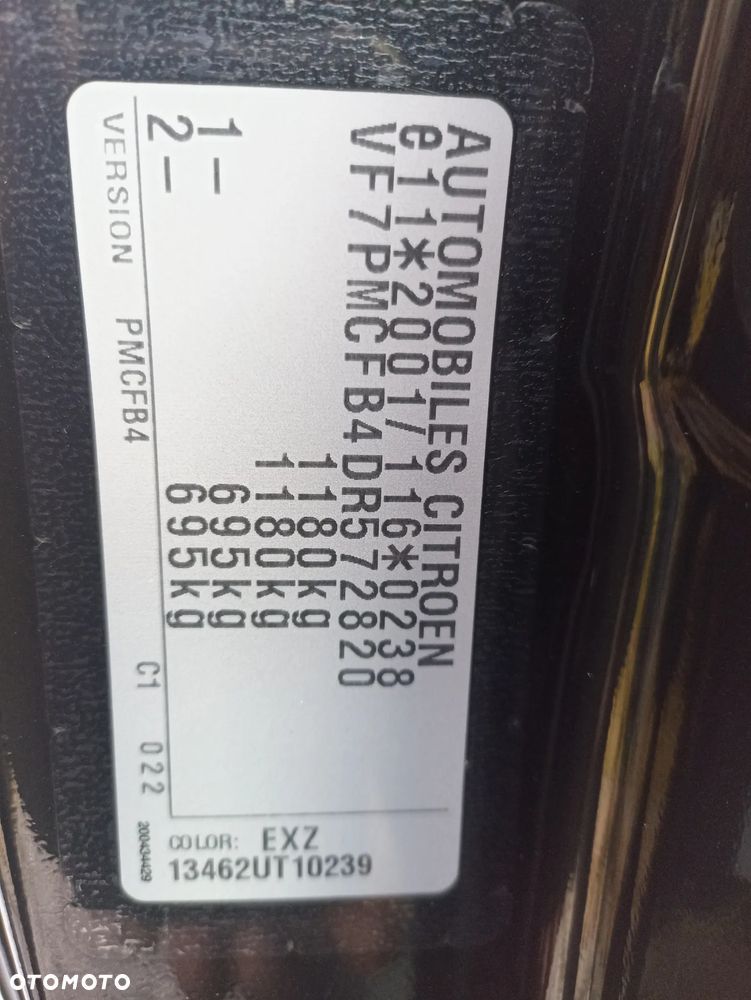 AUTOMOBILES CITROEN
e11*2001/116*0238
VF7PMCFB4DR572820
1180kg
1180kg
1– 695kg
2– 695kg
VERSION PMCFB4 C1 022
200434429
COLOR: EXZ
13462UT10239
OTOMOTO